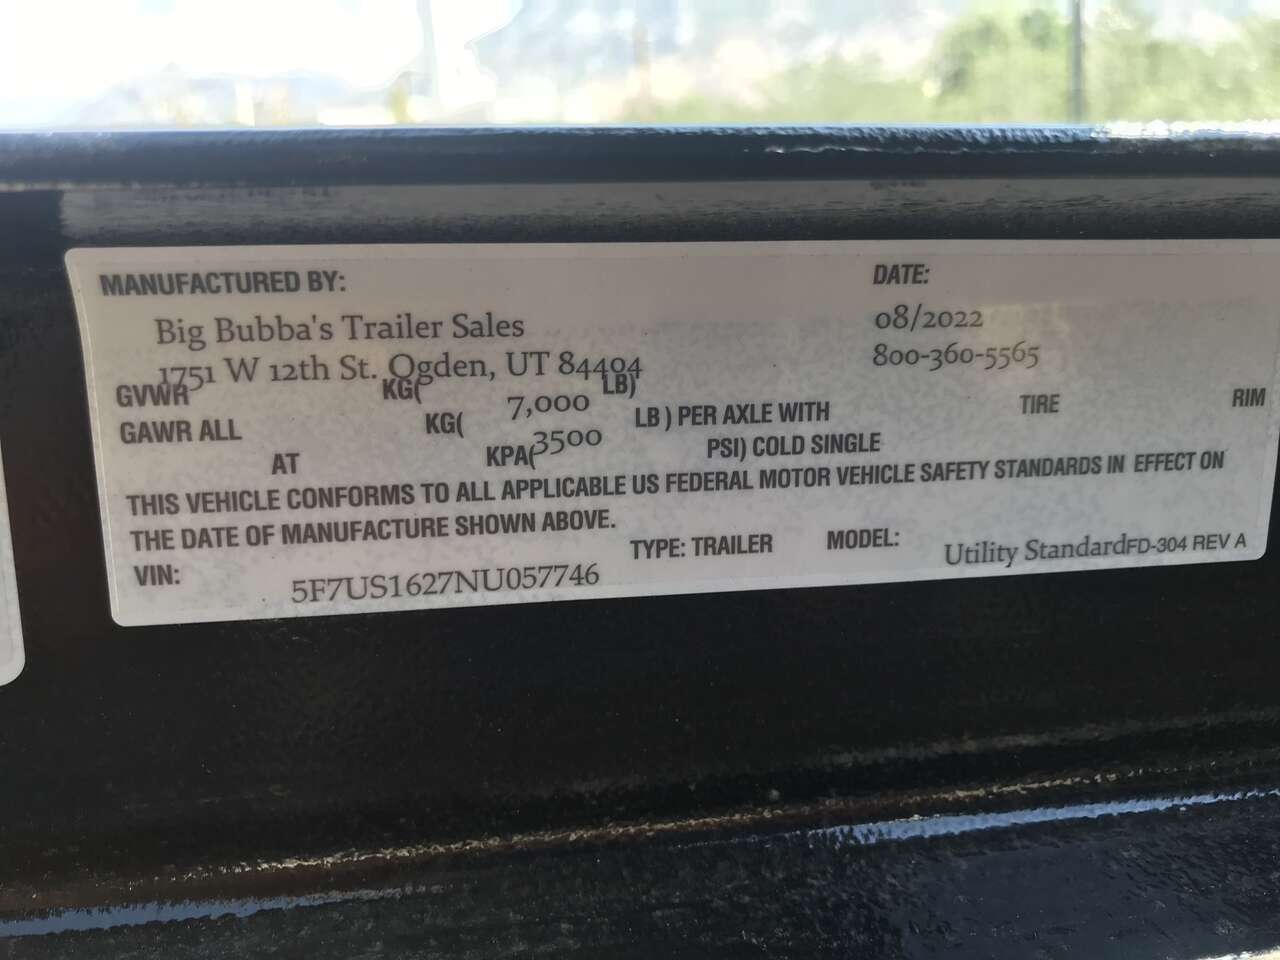 MANUFACTURED BY: DATE:
Big Bubba's Trailer Sales 08/2022
1751 W 12th St. Ogden, UT 84404 800-360-5565
GVWR KG( 7,000 LB)
GAWR ALL KG( 3500 LB ) PER AXLE WITH TIRE RIM
AT KPA( PSI) COLD SINGLE
THIS VEHICLE CONFORMS TO ALL APPLICABLE US FEDERAL MOTOR VEHICLE SAFETY STANDARDS IN EFFECT ON
THE DATE OF MANUFACTURE SHOWN ABOVE.
VIN: 5F7US1627NU057746 TYPE: TRAILER MODEL: Utility Standard FD-304 REV A